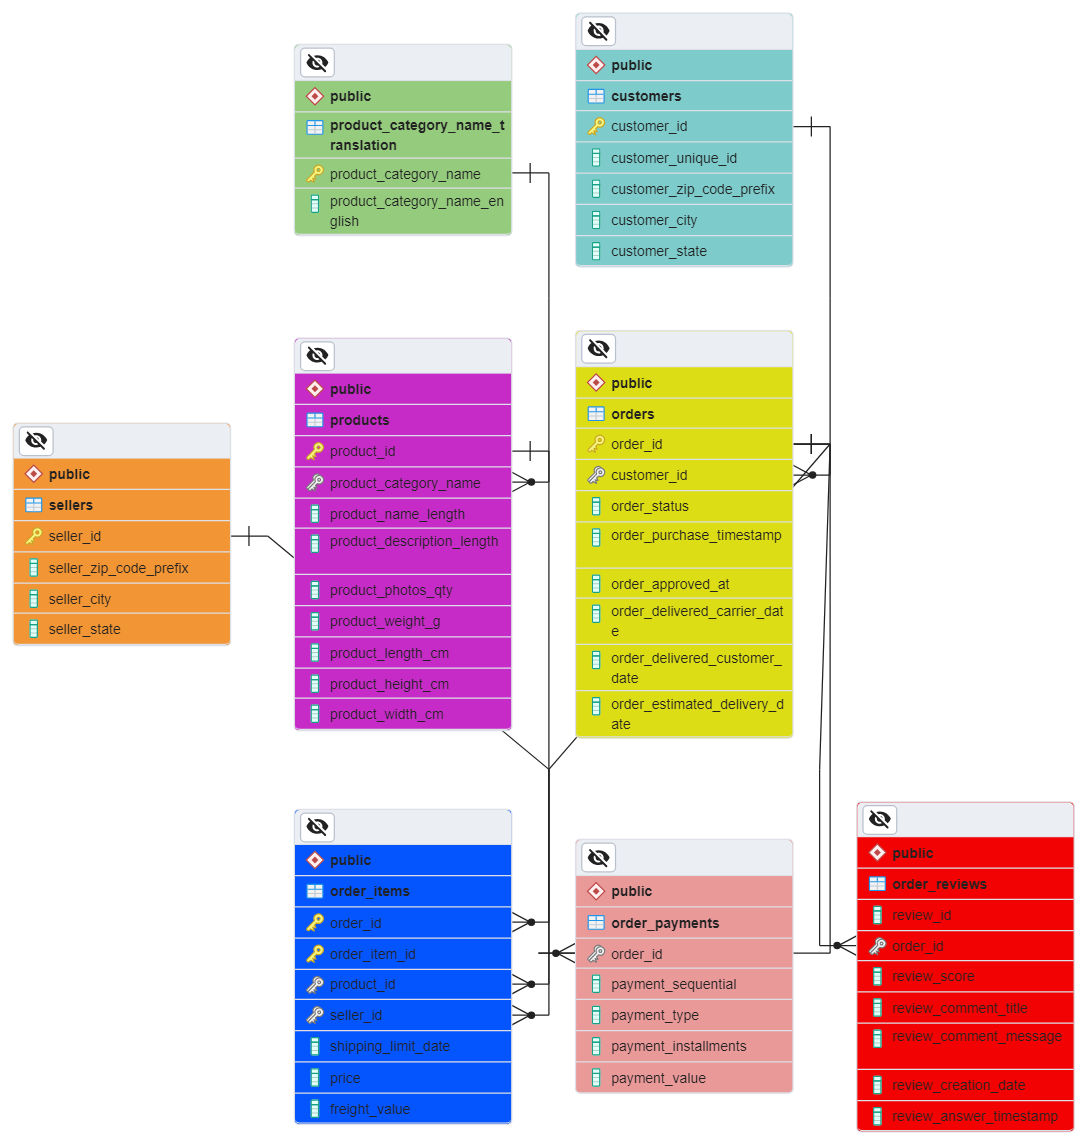 public
product_category_name_t
ranslation
product_category_name
product_category_name_en
glish
public
customers
customer_id
customer_unique_id
customer_zip_code_prefix
customer_city
customer_state
public
sellers
seller_id
seller_zip_code_prefix
seller_city
seller_state
public
products
product_id
product_category_name
product_name_length
product_description_length
product_photos_qty
product_weight_g
product_length_cm
product_height_cm
product_width_cm
public
orders
order_id
customer_id
order_status
order_purchase_timestamp
order_approved_at
order_delivered_carrier_dat
e
order_delivered_customer_
date
order_estimated_delivery_d
ate
public
order_items
order_id
order_item_id
product_id
seller_id
shipping_limit_date
price
freight_value
public
order_payments
order_id
payment_sequential
payment_type
payment_installments
payment_value
public
order_reviews
review_id
order_id
review_score
review_comment_title
review_comment_message
review_creation_date
review_answer_timestamp